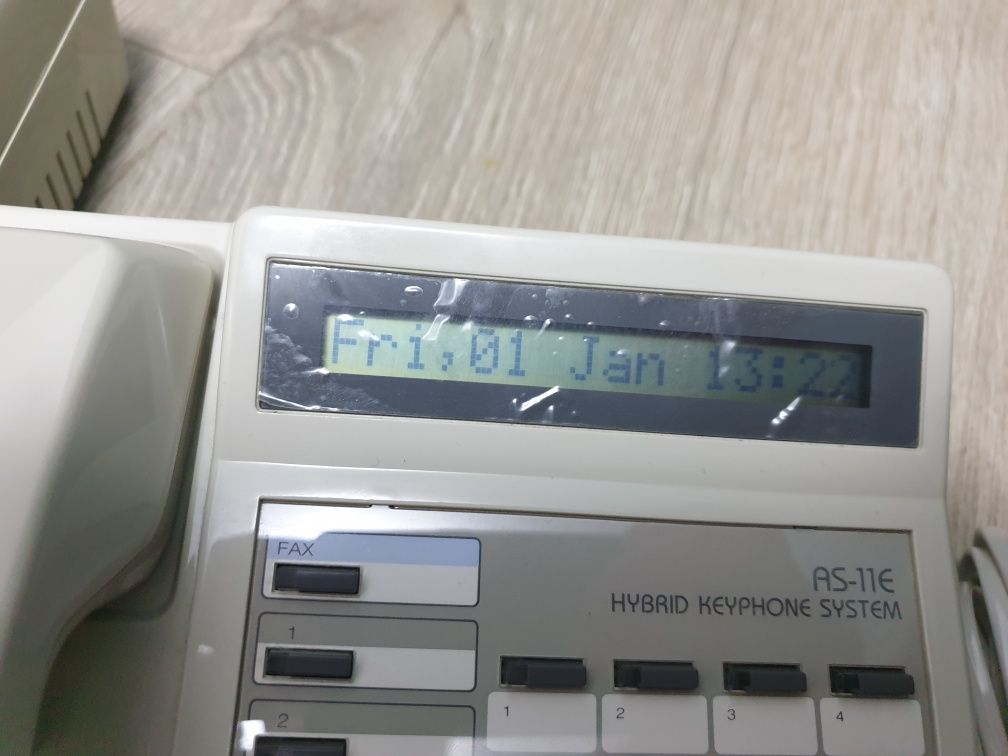 Fri,01 Jan 13:22
FAX
AS-11E
HYBRID KEYPHONE SYSTEM
1
1 2 3 4
2